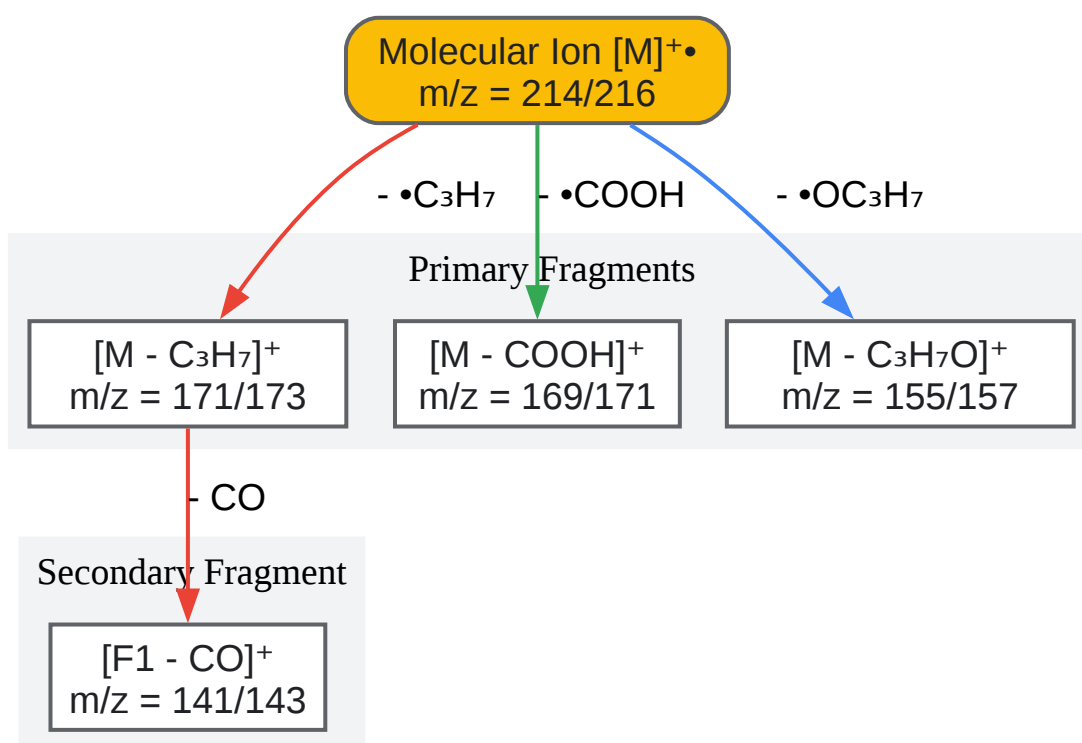 Molecular Ion [M]⁺•
m/z = 214/216
- •C₃H₇
- •COOH
- •OC₃H₇
Primary Fragments
[M - C₃H₇]⁺
m/z = 171/173
[M - COOH]⁺
m/z = 169/171
[M - C₃H₇O]⁺
m/z = 155/157
- CO
Secondary Fragment
[F1 - CO]⁺
m/z = 141/143